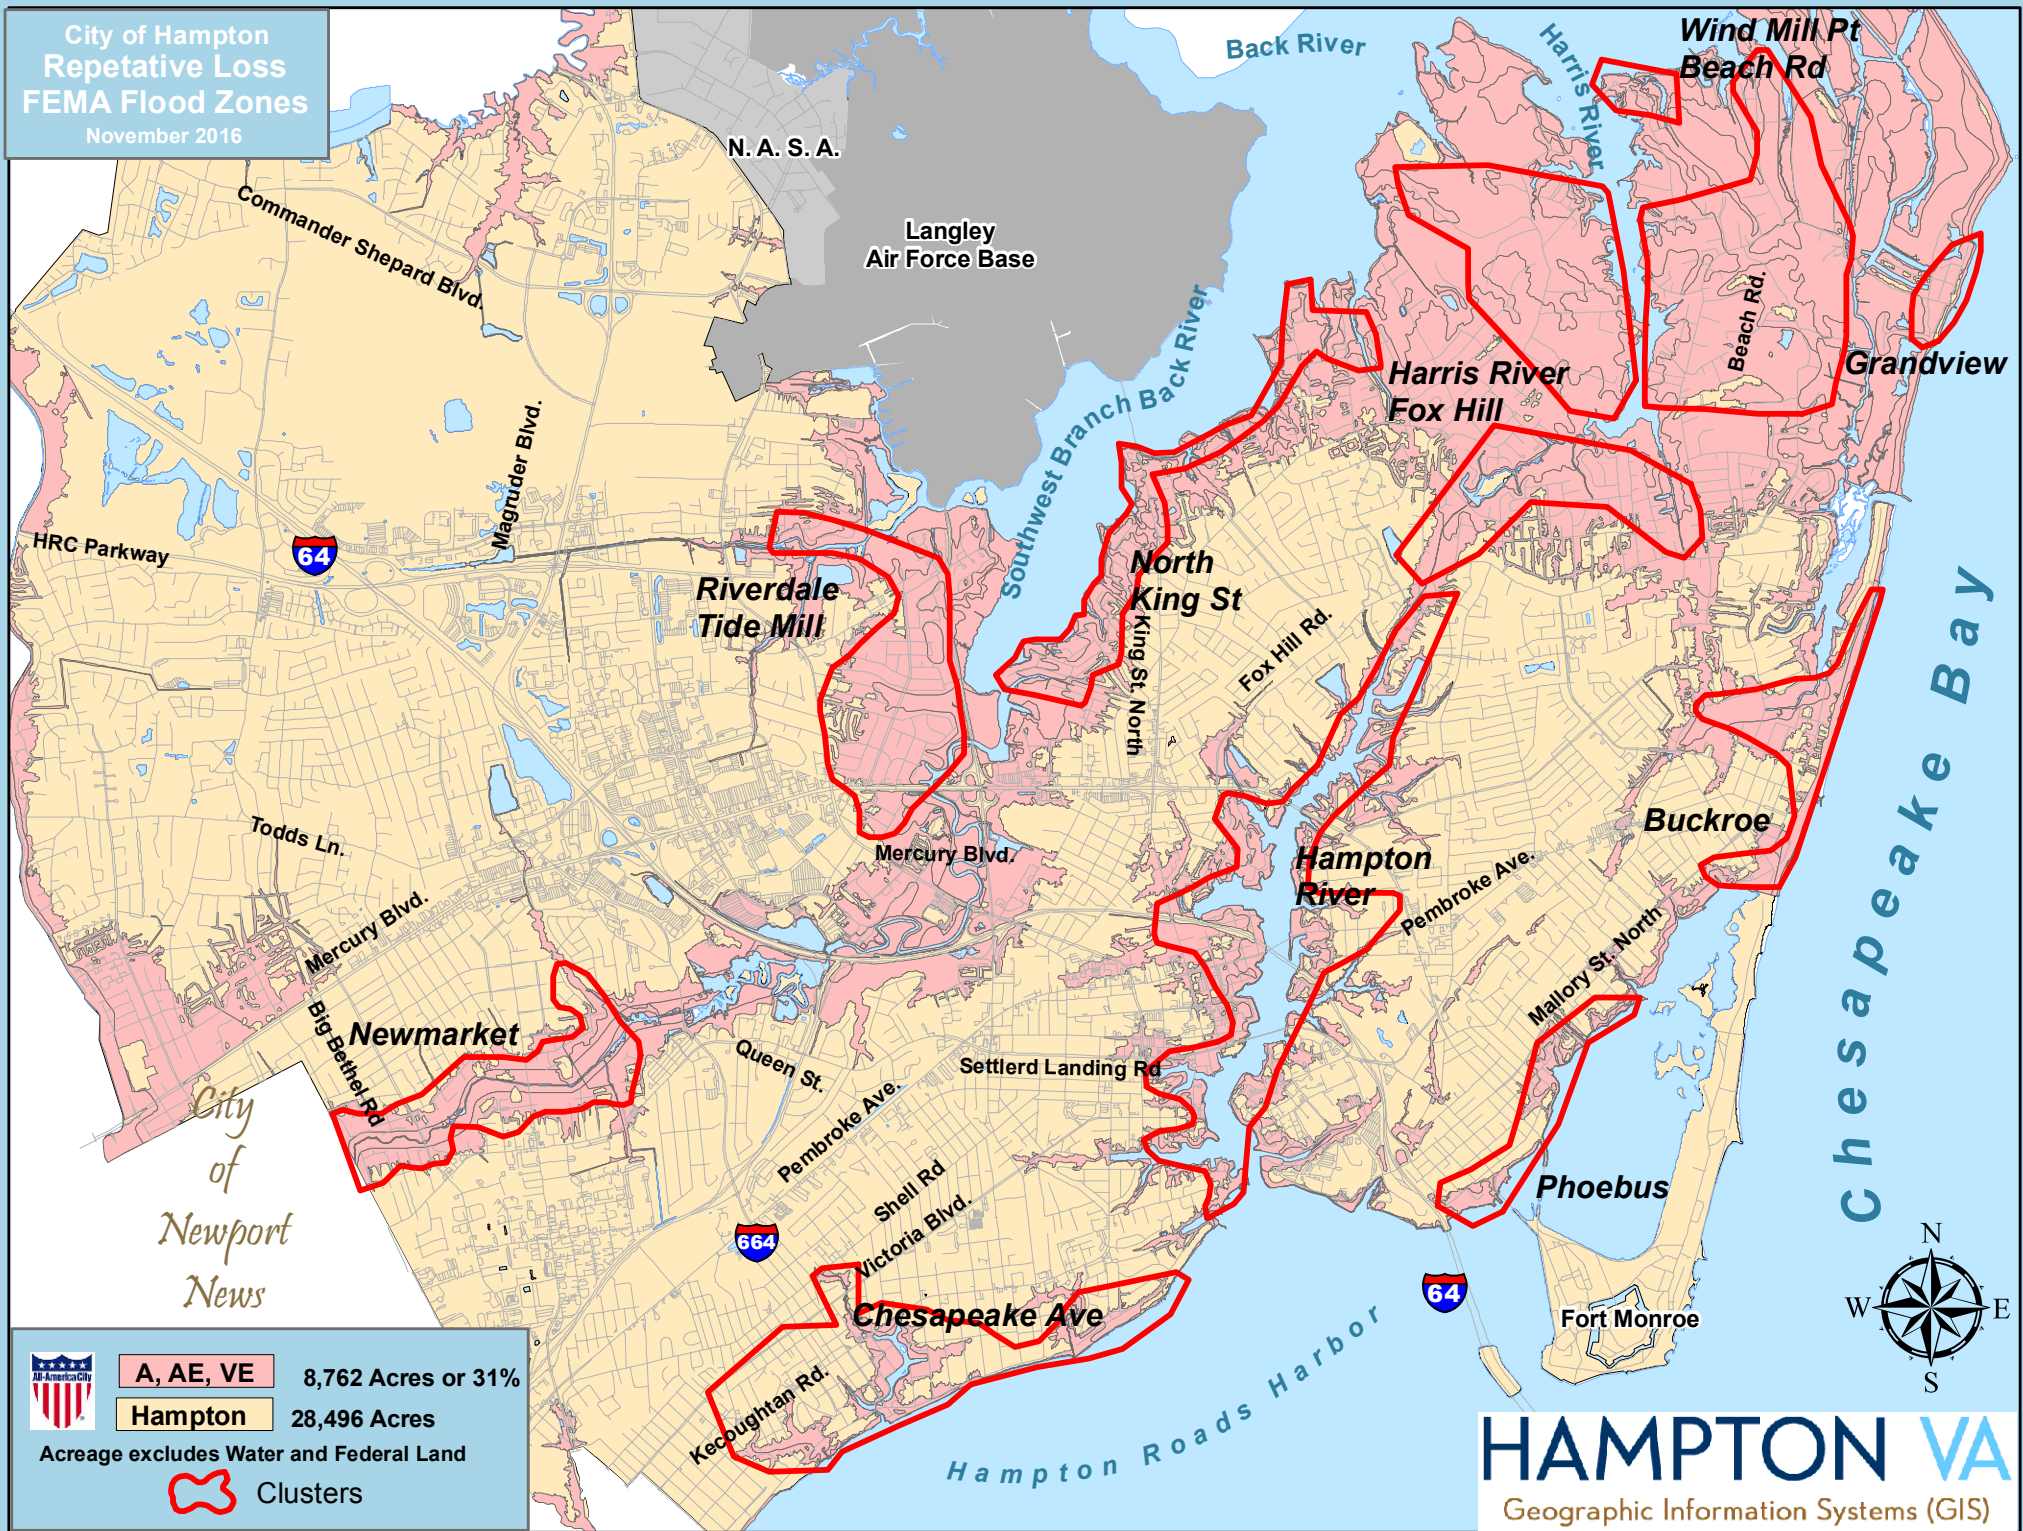 City of Hampton
Repetative Loss
FEMA Flood Zones
November 2016
Back River
Harris River
Wind Mill Pt
Beach Rd
N. A. S. A.
Commander Shepard Blvd.
Langley
Air Force Base
Southwest Branch Back River
Beach Rd.
Grandview
Harris River
Fox Hill
Magruder Blvd.
HRC Parkway
64
Riverdale
Tide Mill
North
King St
King St. North
Fox Hill Rd.
Chesapeake Bay
Todds Ln.
Mercury Blvd.
Mercury Blvd.
Buckroe
Hampton
River
Pembroke Ave.
Mallory St. North
Newmarket
Big Bethel Rd
Queen St.
Settlerd Landing Rd
Pembroke Ave.
City
of
Newport
News
Shell Rd
Victoria Blvd.
664
Phoebus
64
Chesapeake Ave
Kecoughtan Rd.
Fort Monroe
Hampton Roads Harbor
N
W
E
S
All-America City
A, AE, VE
8,762 Acres or 31%
Hampton
28,496 Acres
Acreage excludes Water and Federal Land
Clusters
HAMPTON VA
Geographic Information Systems (GIS)